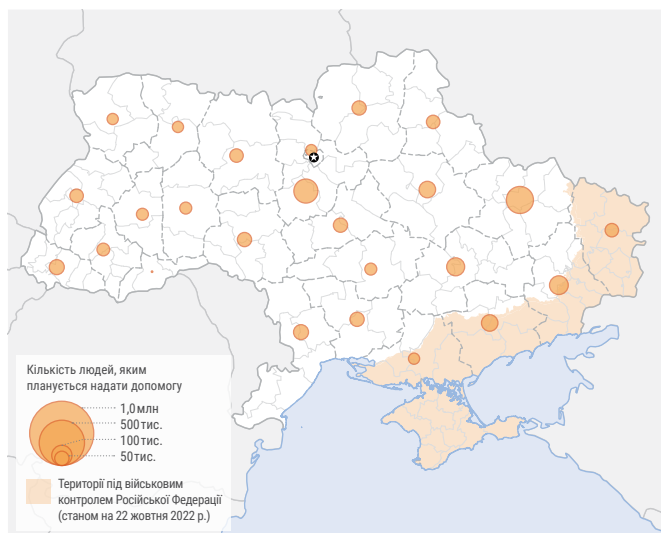 Кількість людей, яким
планується надати допомогу
1,0 млн
500 тис.
100 тис.
50 тис.
Території під військовим
контролем Російської Федерації
(станом на 22 жовтня 2022 р.)